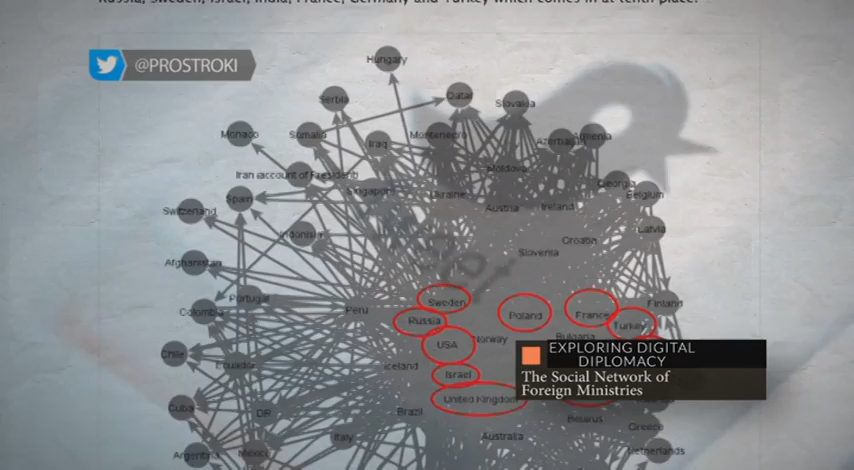 Russia, Sweden, Israel, India, France, Germany and Turkey which comes in at tenth place.
@PROSTROKI
Hungary
Serbia
Qatar
Slovakia
Monaco
Somalia
Iraq
Montenegro
Azerbaijan
Armenia
Iran (account of President)
Moldova
Singapore
Georgia
Spain
Ukraine
Belgium
Switzerland
Austria
Ireland
Latvia
Indonesia
Croatia
Slovenia
Afghanistan
Portugal
Sweden
Finland
Colombia
Peru
Russia
Poland
France
Turkey
USA
Norway
Bulgaria
Chile
Ecuador
Iceland
Israel
EXPLORING DIGITAL
DIPLOMACY
The Social Network of
Foreign Ministries
Cuba
DR
Brazil
United Kingdom
Belarus
Greece
Italy
Australia
Argentina
Mexico
Netherlands